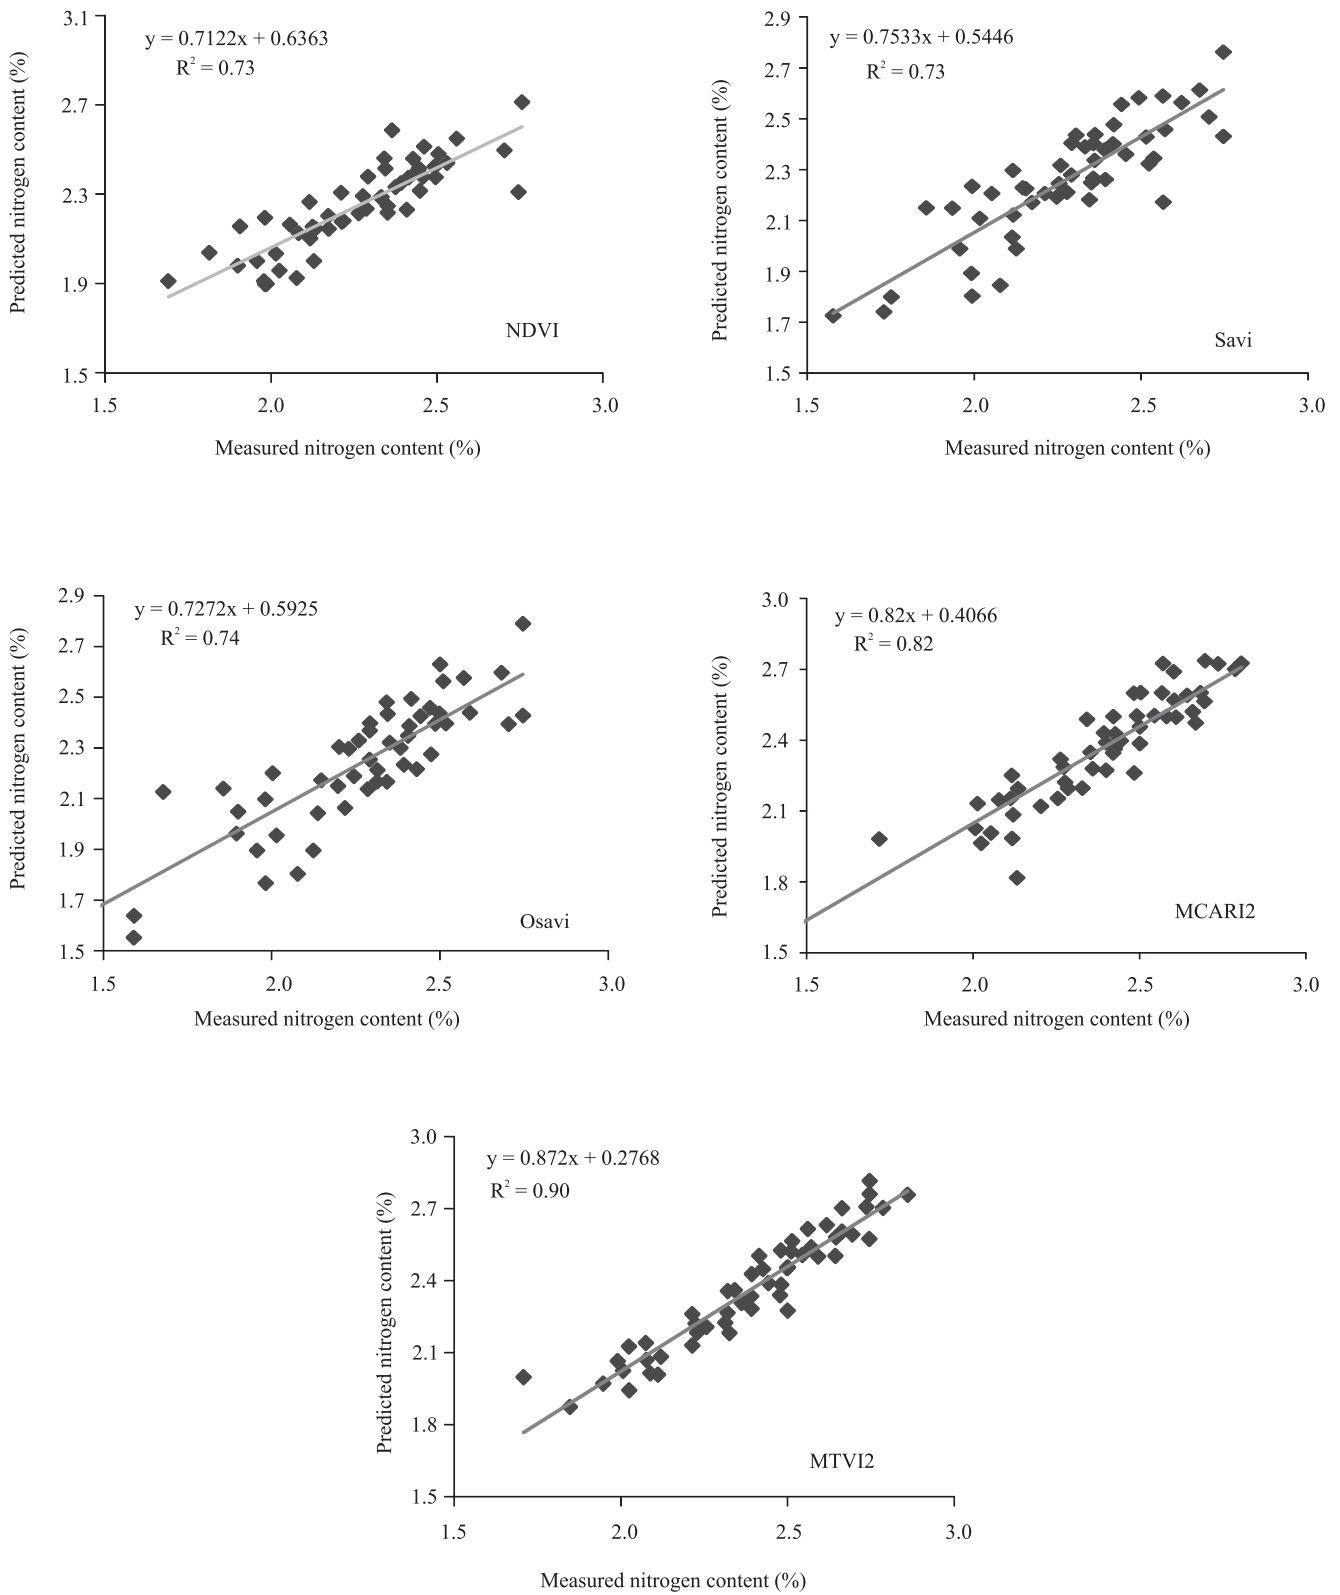 3.1
2.7
2.3
1.9
1.5
y = 0.7122x + 0.6363
R² = 0.73
NDVI
1.5 2.0 2.5 3.0
Predicted nitrogen content (%)
Measured nitrogen content (%)
2.9
2.7
2.5
2.3
2.1
1.9
1.7
1.5
y = 0.7533x + 0.5446
R² = 0.73
Savi
1.5 2.0 2.5 3.0
Predicted nitrogen content (%)
Measured nitrogen content (%)
2.9
2.7
2.5
2.3
2.1
1.9
1.7
1.5
y = 0.7272x + 0.5925
R² = 0.74
Osavi
1.5 2.0 2.5 3.0
Predicted nitrogen content (%)
Measured nitrogen content (%)
3.0
2.7
2.4
2.1
1.8
1.5
y = 0.82x + 0.4066
R² = 0.82
MCARI2
1.5 2.0 2.5 3.0
Predicted nitrogen content (%)
Measured nitrogen content (%)
3.0
2.7
2.4
2.1
1.8
1.5
y = 0.872x + 0.2768
R² = 0.90
MTVI2
1.5 2.0 2.5 3.0
Predicted nitrogen content (%)
Measured nitrogen content (%)